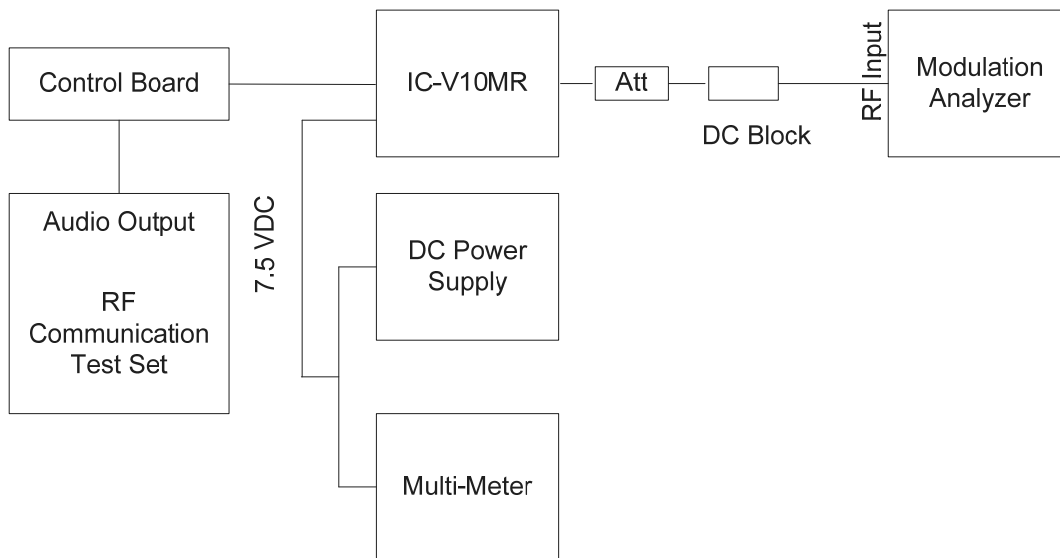 Control Board
IC-V10MR
Att
DC Block
RF Input
Modulation
Analyzer
Audio Output
RF
Communication
Test Set
7.5 VDC
DC Power
Supply
Multi-Meter